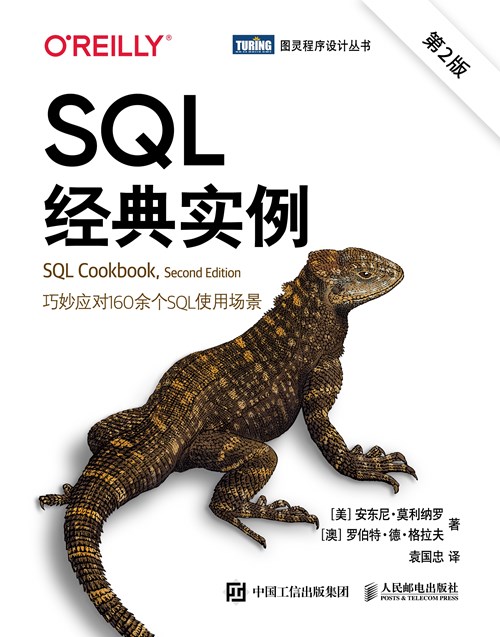 O'REILLY®
TURING 图灵程序设计丛书
第2版
SQL
经典实例
SQL Cookbook, Second Edition
巧妙应对160余个SQL使用场景
[美] 安东尼·莫利纳罗
[澳] 罗伯特·德·格拉夫 著
袁国忠 译
中国工信出版集团
人民邮电出版社
POSTS & TELECOM PRESS